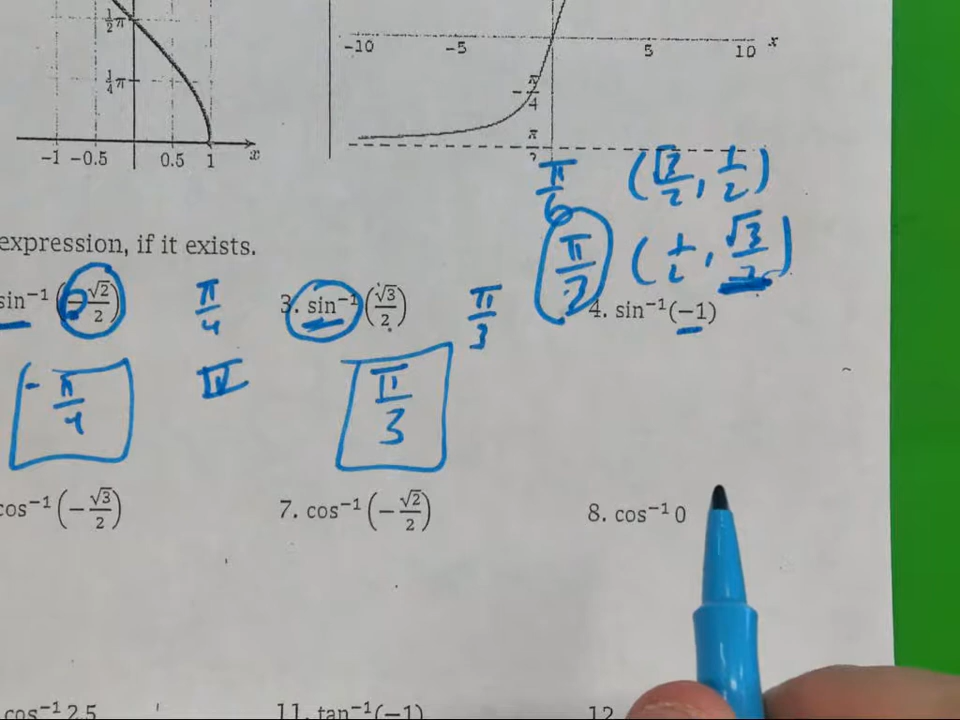 ½π
¼π
-1 -0.5 0.5 1 x
-10 -5 5 10 x
-π/4
π
π/6 (√3/2, 1/2)
π/2 (1/2, √3/2)
expression, if it exists.
sin⁻¹(-√2/2) π/4
3. sin⁻¹(√3/2) π/3
4. sin⁻¹(-1)
-π/4 IV
π/3
cos⁻¹(-√3/2)
7. cos⁻¹(-√2/2)
8. cos⁻¹ 0
cos⁻¹ 2.5
11. tan⁻¹(-1)
12